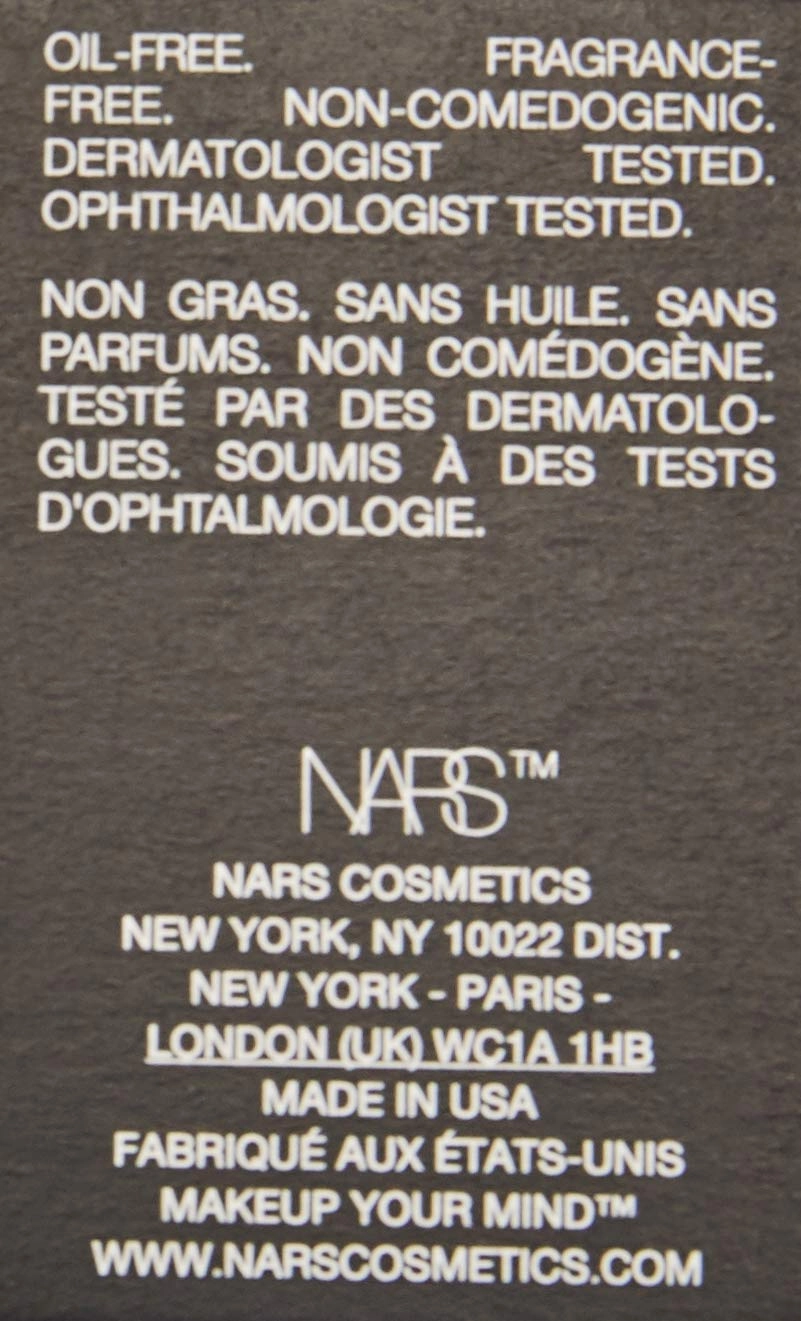 OIL-FREE. FRAGRANCE-
FREE. NON-COMEDOGENIC.
DERMATOLOGIST TESTED.
OPHTHALMOLOGIST TESTED.
NON GRAS. SANS HUILE. SANS
PARFUMS. NON COMÉDOGÈNE.
TESTÉ PAR DES DERMATOLO-
GUES. SOUMIS À DES TESTS
D'OPHTALMOLOGIE.
NARS™
NARS COSMETICS
NEW YORK, NY 10022 DIST.
NEW YORK - PARIS -
LONDON (UK) WC1A 1HB
MADE IN USA
FABRIQUÉ AUX ÉTATS-UNIS
MAKEUP YOUR MIND™
WWW.NARSCOSMETICS.COM